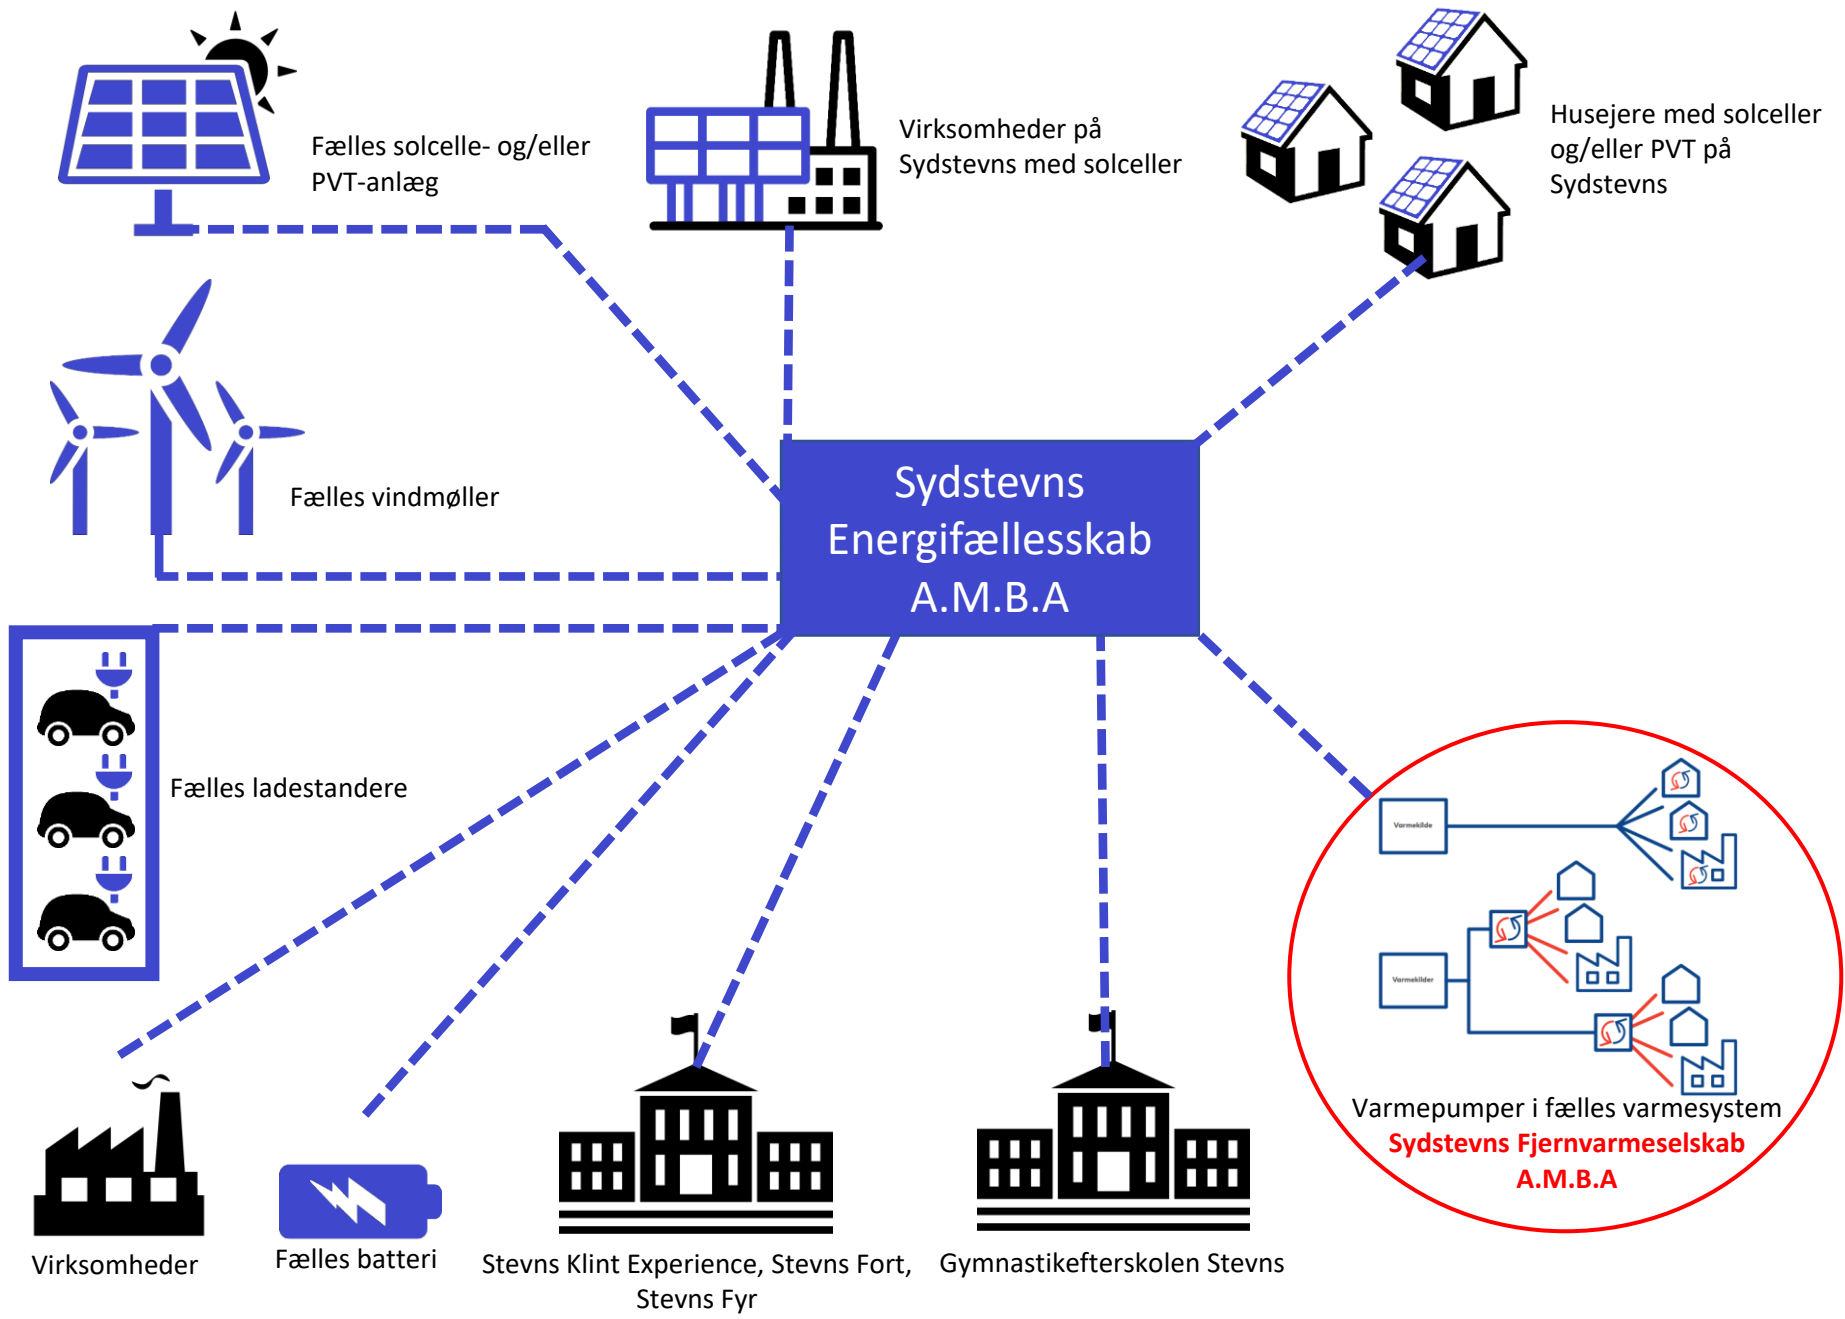 Fælles solcelle- og/eller
PVT-anlæg
Virksomheder på
Sydstevns med solceller
Husejere med solceller
og/eller PVT på
Sydstevns
Fælles vindmøller
Sydstevns
Energifællesskab
A.M.B.A
Fælles ladestandere
Varmekilde
Varmekilder
Varmepumper i fælles varmesystem
Sydstevns Fjernvarmeselskab
A.M.B.A
Virksomheder
Fælles batteri
Stevns Klint Experience, Stevns Fort,
Stevns Fyr
Gymnastikefterskolen Stevns